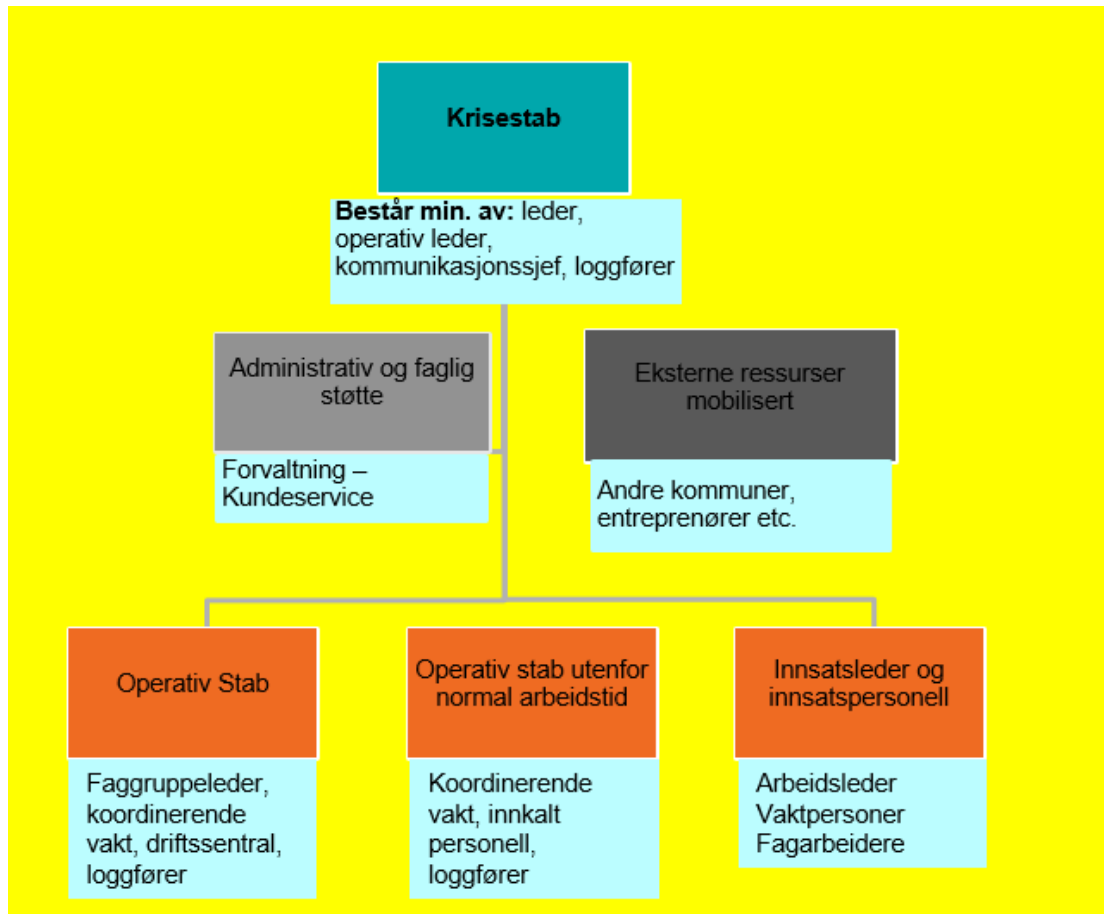 Krisestab
Består min. av: leder,
operativ leder,
kommunikasjonssjef, loggfører
Administrativ og faglig
støtte
Forvaltning –
Kundeservice
Eksterne ressurser
mobilisert
Andre kommuner,
entreprenører etc.
Operativ Stab
Faggruppeleder,
koordinerende
vakt, driftssentral,
loggfører
Operativ stab utenfor
normal arbeidstid
Koordinerende
vakt, innkalt
personell,
loggfører
Innsatsleder og
innsatspersonell
Arbeidsleder
Vaktpersoner
Fagarbeidere